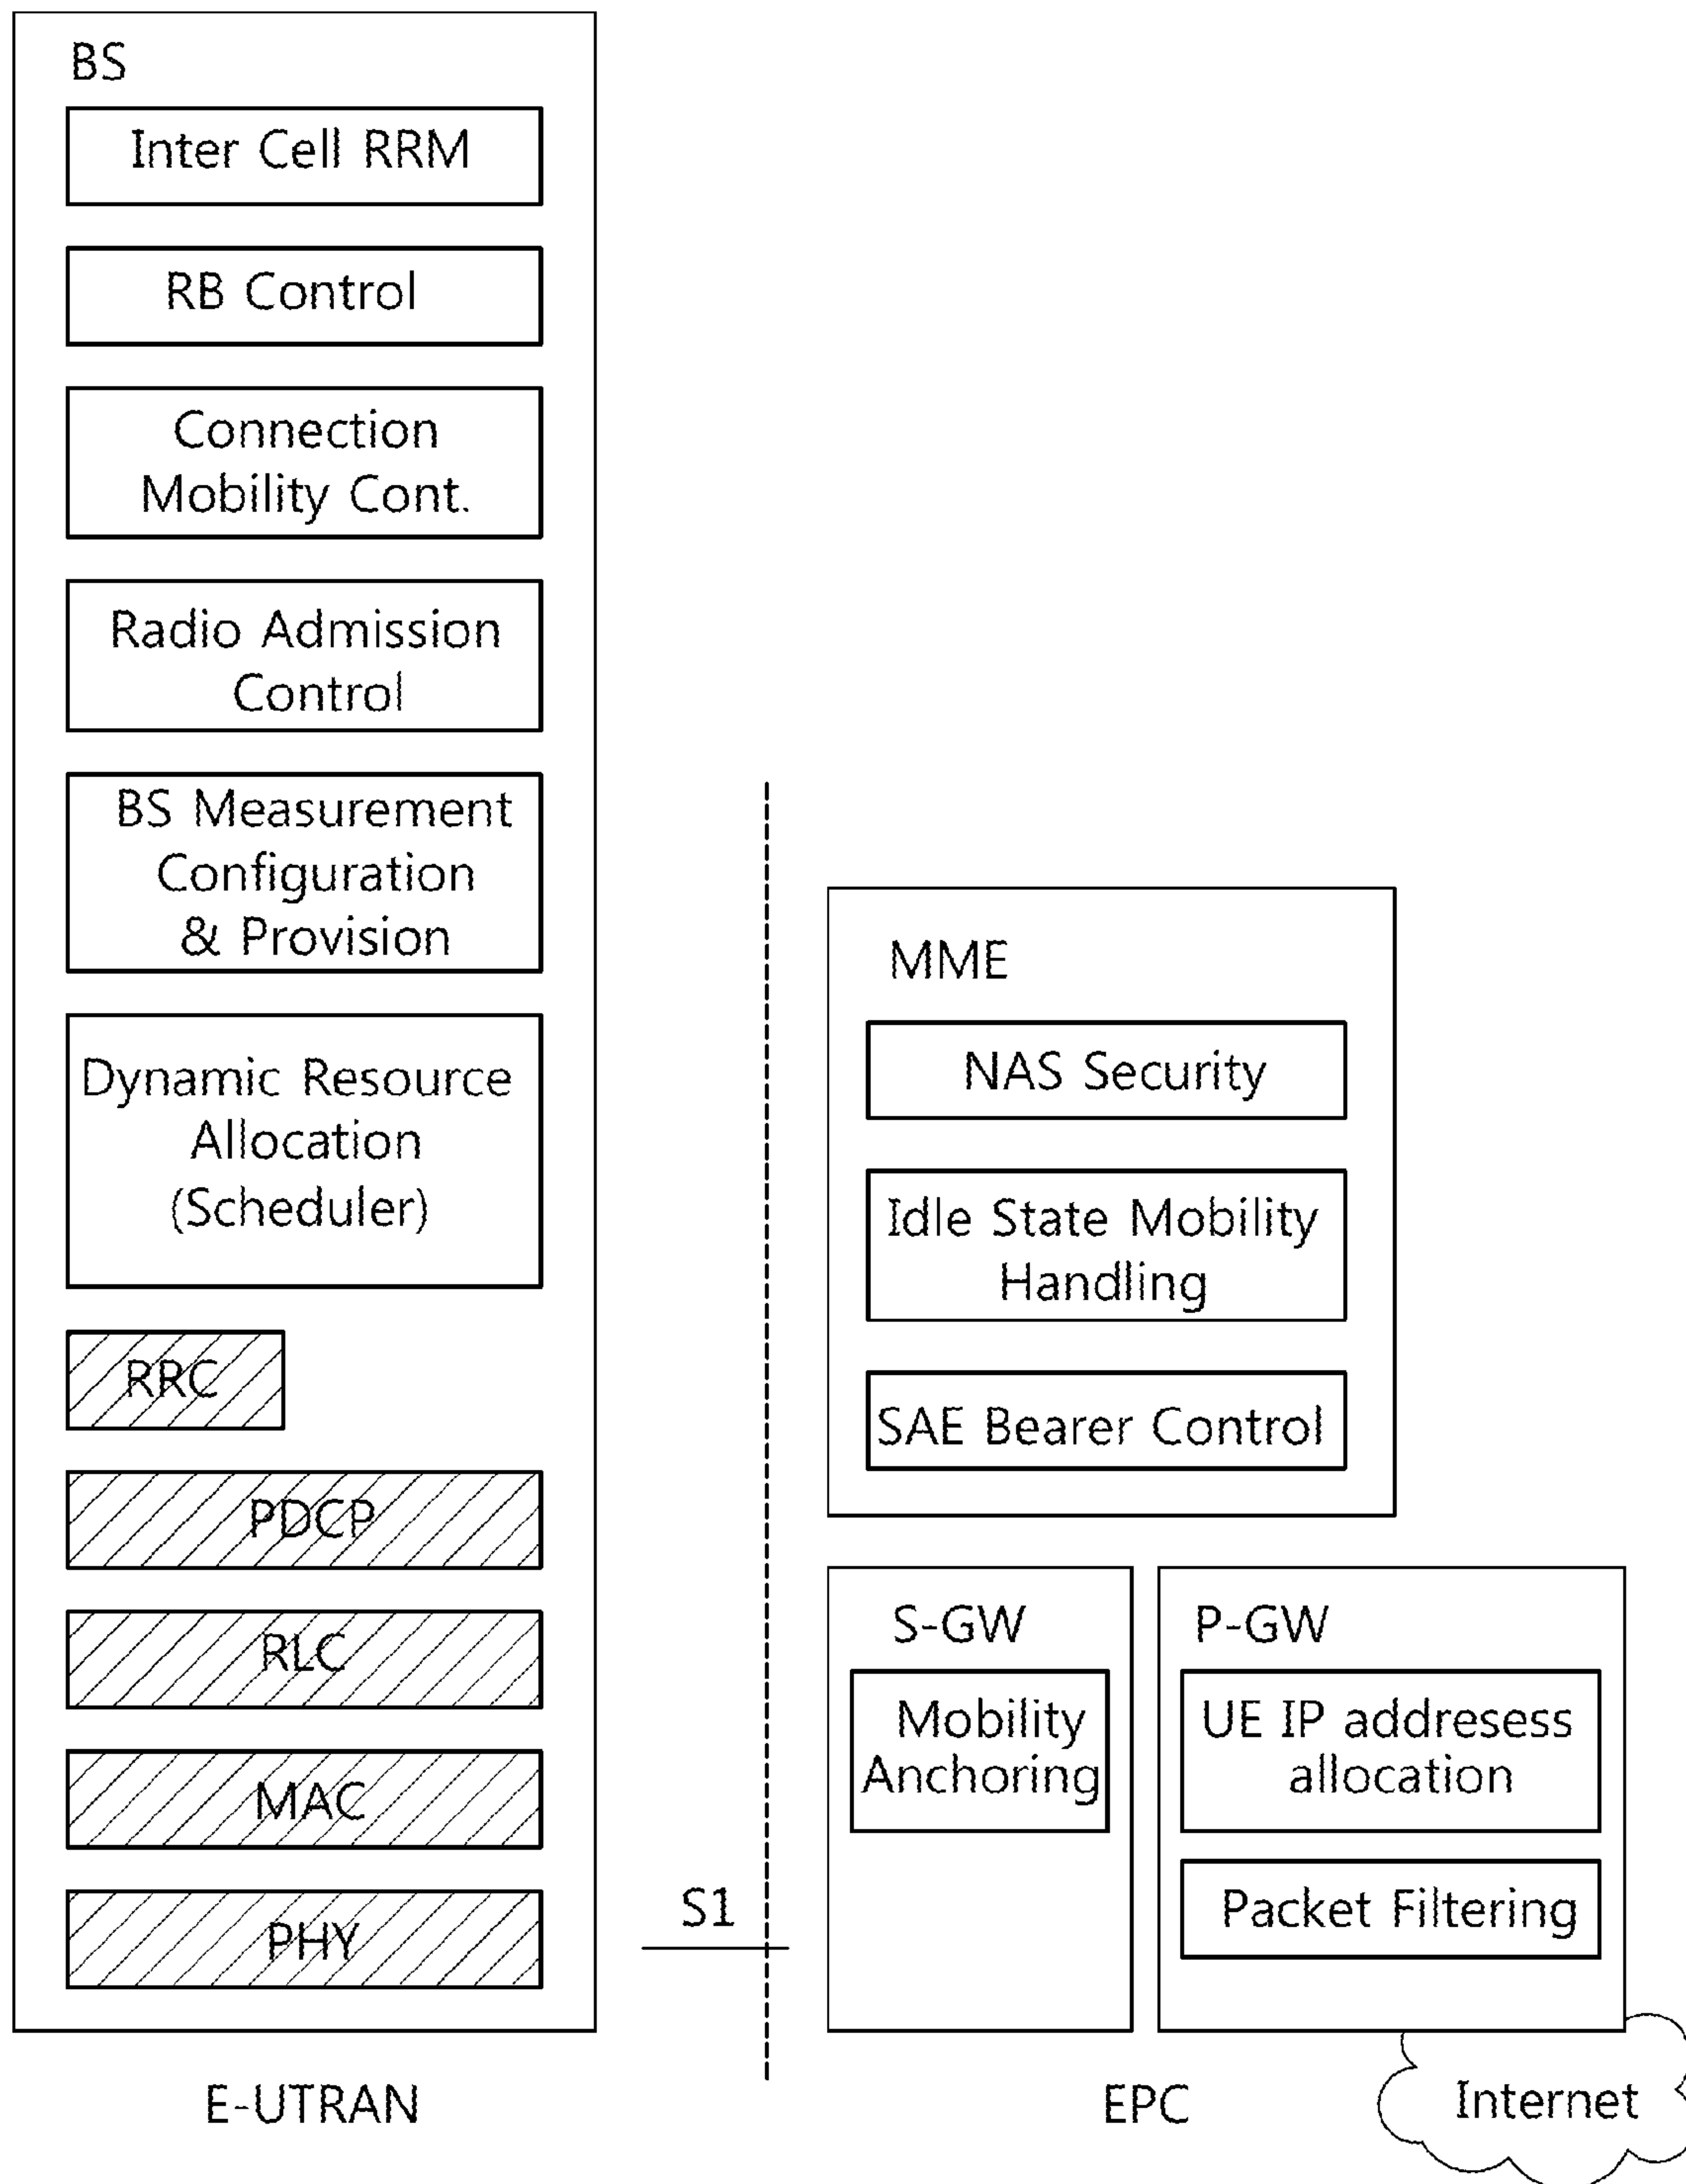 BS
Inter Cell RRM
RB Control
Connection
Mobility Cont.
Radio Admission
Control
BS Measurement
Configuration
& Provision
Dynamic Resource
Allocation
(Scheduler)
RRC
PDCP
RLC
MAC
PHY
S1
MME
NAS Security
Idle State Mobility
Handling
SAE Bearer Control
S-GW
Mobility
Anchoring
P-GW
UE IP addresess
allocation
Packet Filtering
E-UTRAN
EPC
Internet